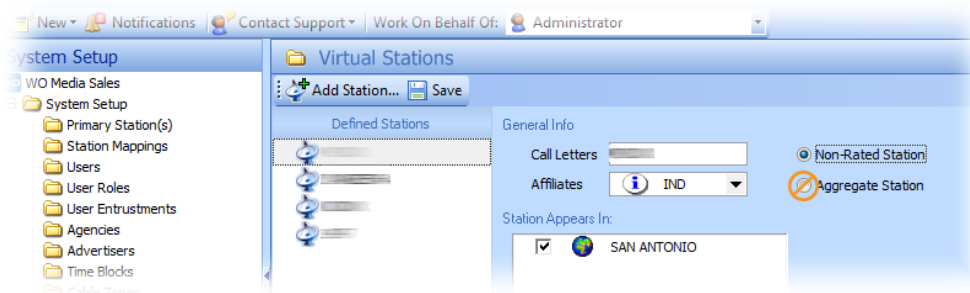 New Notifications Contact Support Work On Behalf Of: Administrator
System Setup
Virtual Stations
WO Media Sales
System Setup
Primary Station(s)
Station Mappings
Users
User Roles
User Entrustments
Agencies
Advertisers
Time Blocks
Cable Zones
Add Station... Save
Defined Stations
General Info
Call Letters
Non-Rated Station
Affiliates IND
Aggregate Station
Station Appears In:
SAN ANTONIO